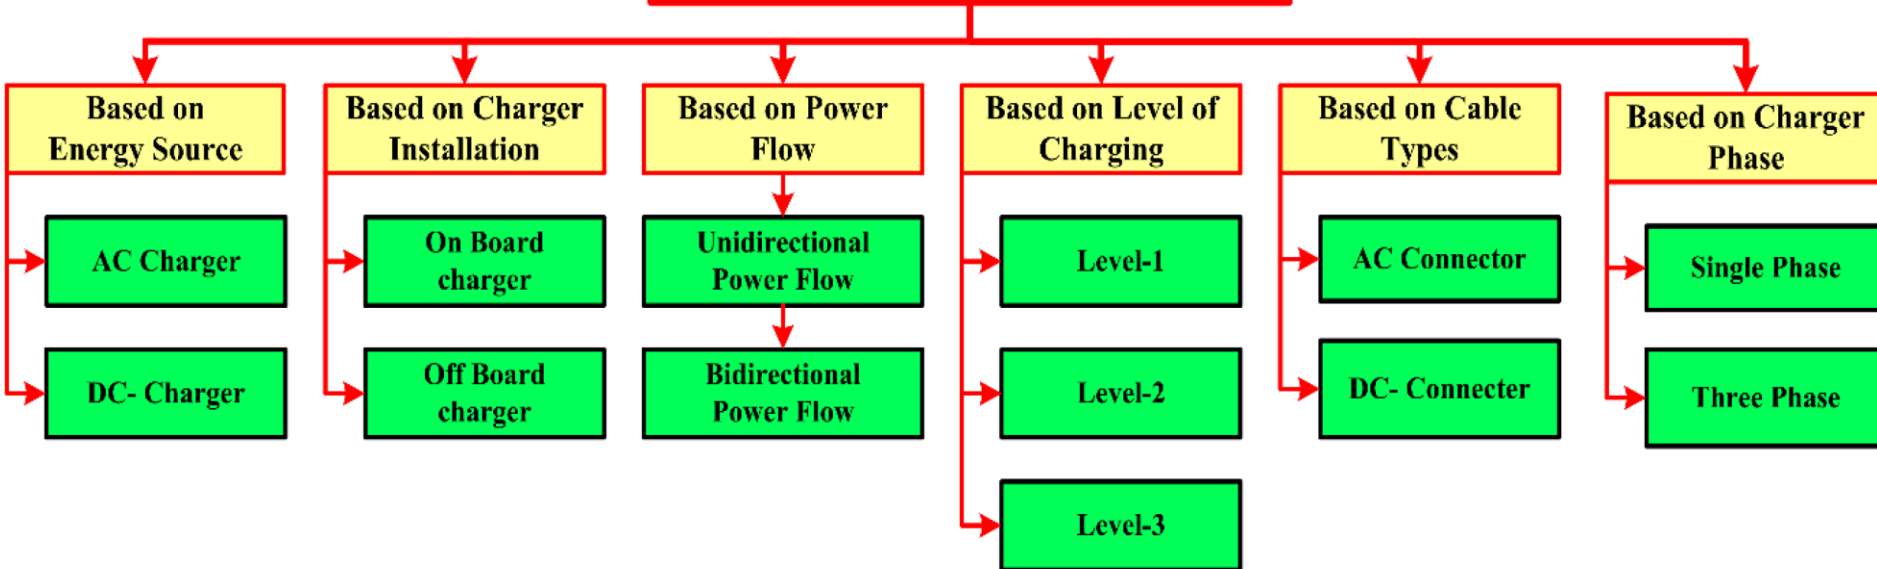 Based on
Energy Source
AC Charger
DC- Charger
Based on Charger
Installation
On Board
charger
Off Board
charger
Based on Power
Flow
Unidirectional
Power Flow
Bidirectional
Power Flow
Based on Level of
Charging
Level-1
Level-2
Level-3
Based on Cable
Types
AC Connector
DC- Connecter
Based on Charger
Phase
Single Phase
Three Phase